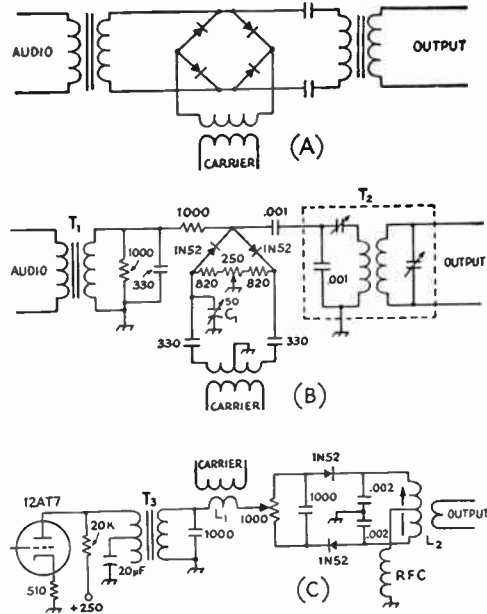 AUDIO
OUTPUT
CARRIER
(A)
T1
1000
.001
T2
1N52
1N52
AUDIO
1000
330
250
820
820
.001
OUTPUT
50
C1
330
330
CARRIER
(B)
CARRIER
1N52
12AT7
T3
20K
L1
1000
1000
1000
.002
.002
OUTPUT
L2
20μF
510
+250
1N52
RFC
(C)